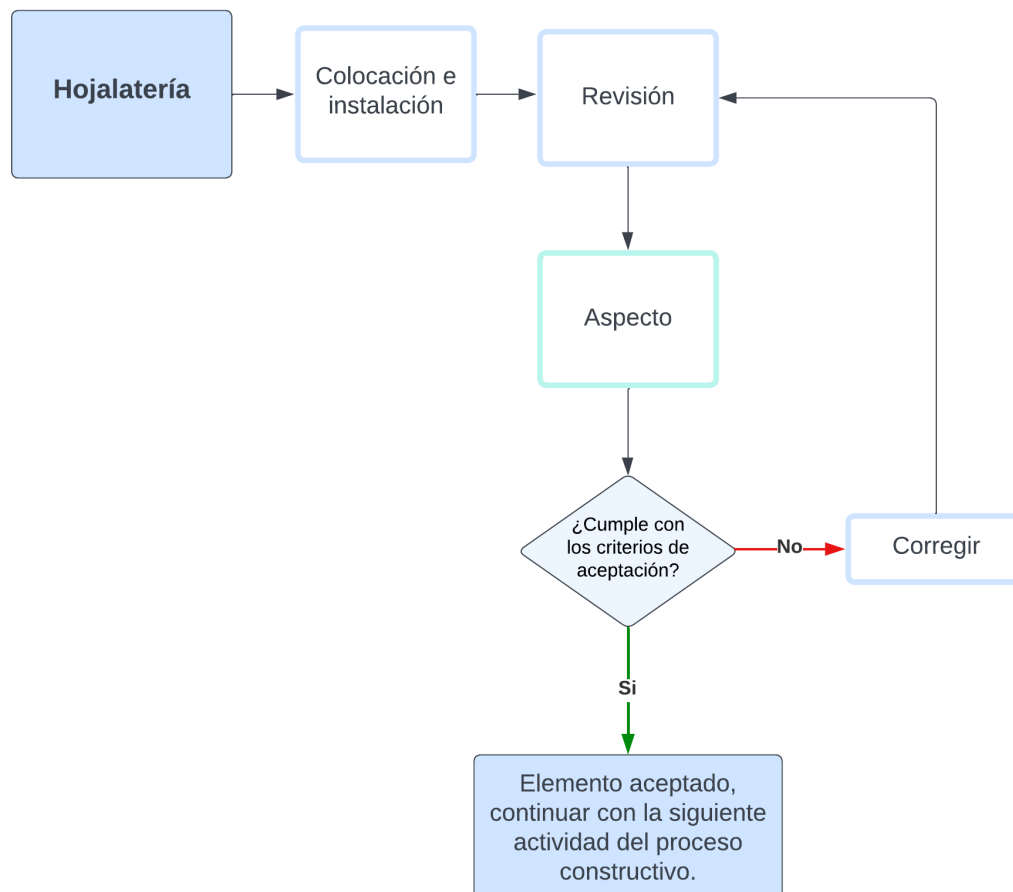 Hojalatería
Colocación e
instalación
Revisión
Aspecto
¿Cumple con
los criterios de
aceptación?
No
Corregir
Si
Elemento aceptado,
continuar con la siguiente
actividad del proceso
constructivo.